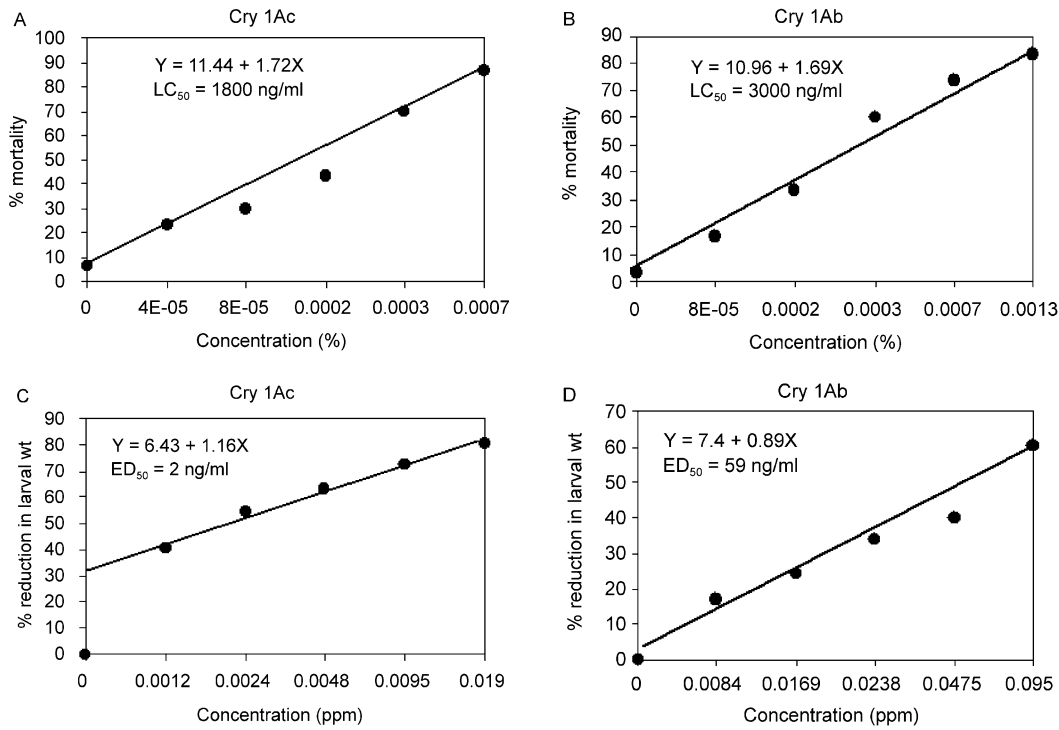 A
Cry 1Ac
Y = 11.44 + 1.72X
LC50 = 1800 ng/ml
% mortality
100
90
80
70
60
50
40
30
20
10
0
0 4E-05 8E-05 0.0002 0.0003 0.0007
Concentration (%)
B
Cry 1Ab
Y = 10.96 + 1.69X
LC50 = 3000 ng/ml
% mortality
90
80
70
60
50
40
30
20
10
0
0 8E-05 0.0002 0.0003 0.0007 0.0013
Concentration (%)
C
Cry 1Ac
Y = 6.43 + 1.16X
ED50 = 2 ng/ml
% reduction in larval wt
90
80
70
60
50
40
30
20
10
0
0 0.0012 0.0024 0.0048 0.0095 0.019
Concentration (ppm)
D
Cry 1Ab
Y = 7.4 + 0.89X
ED50 = 59 ng/ml
% reduction in larval wt
70
60
50
40
30
20
10
0
0 0.0084 0.0169 0.0238 0.0475 0.095
Concentration (ppm)